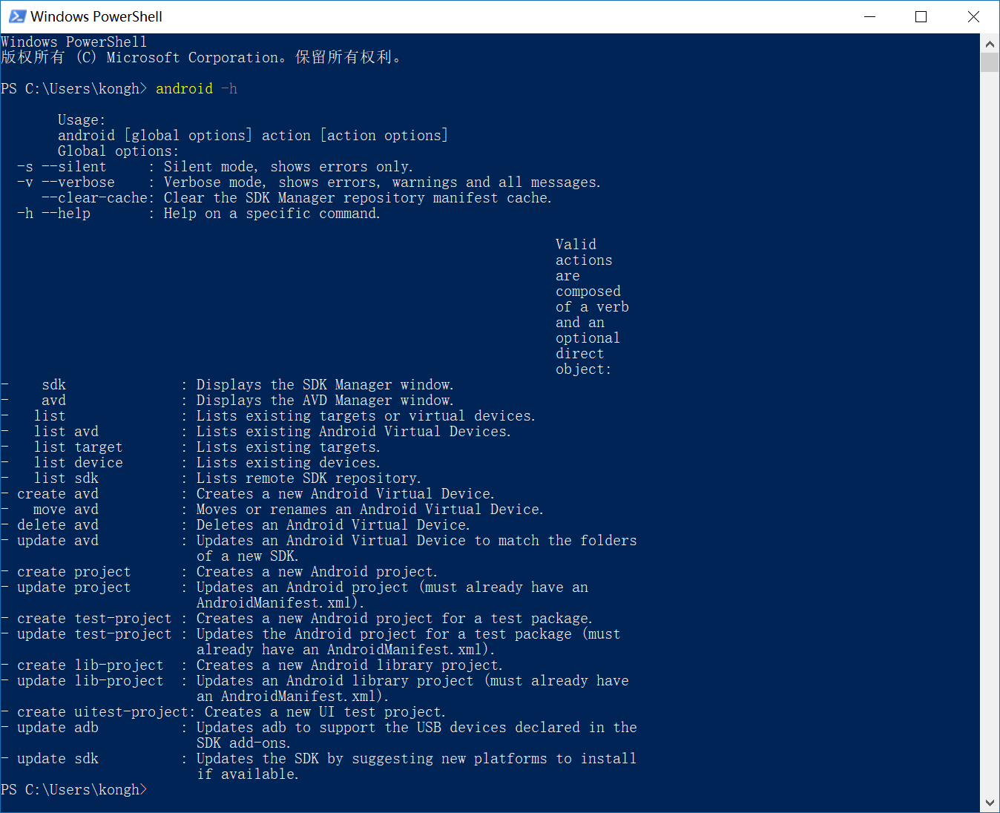 Windows PowerShell
Windows PowerShell
版权所有 (C) Microsoft Corporation。保留所有权利。
PS C:\Users\kongh> android -h
Usage:
android [global options] action [action options]
Global options:
-s --silent : Silent mode, shows errors only.
-v --verbose : Verbose mode, shows errors, warnings and all messages.
--clear-cache: Clear the SDK Manager repository manifest cache.
-h --help : Help on a specific command.
Valid
actions
are
composed
of a verb
and an
optional
direct
object:
- sdk : Displays the SDK Manager window.
- avd : Displays the AVD Manager window.
- list : Lists existing targets or virtual devices.
- list avd : Lists existing Android Virtual Devices.
- list target : Lists existing targets.
- list device : Lists existing devices.
- list sdk : Lists remote SDK repository.
- create avd : Creates a new Android Virtual Device.
- move avd : Moves or renames an Android Virtual Device.
- delete avd : Deletes an Android Virtual Device.
- update avd : Updates an Android Virtual Device to match the folders
of a new SDK.
- create project : Creates a new Android project.
- update project : Updates an Android project (must already have an
AndroidManifest.xml).
- create test-project : Creates a new Android project for a test package.
- update test-project : Updates the Android project for a test package (must
already have an AndroidManifest.xml).
- create lib-project : Creates a new Android library project.
- update lib-project : Updates an Android library project (must already have
an AndroidManifest.xml).
- create uitest-project: Creates a new UI test project.
- update adb : Updates adb to support the USB devices declared in the
SDK add-ons.
- update sdk : Updates the SDK by suggesting new platforms to install
if available.
PS C:\Users\kongh>